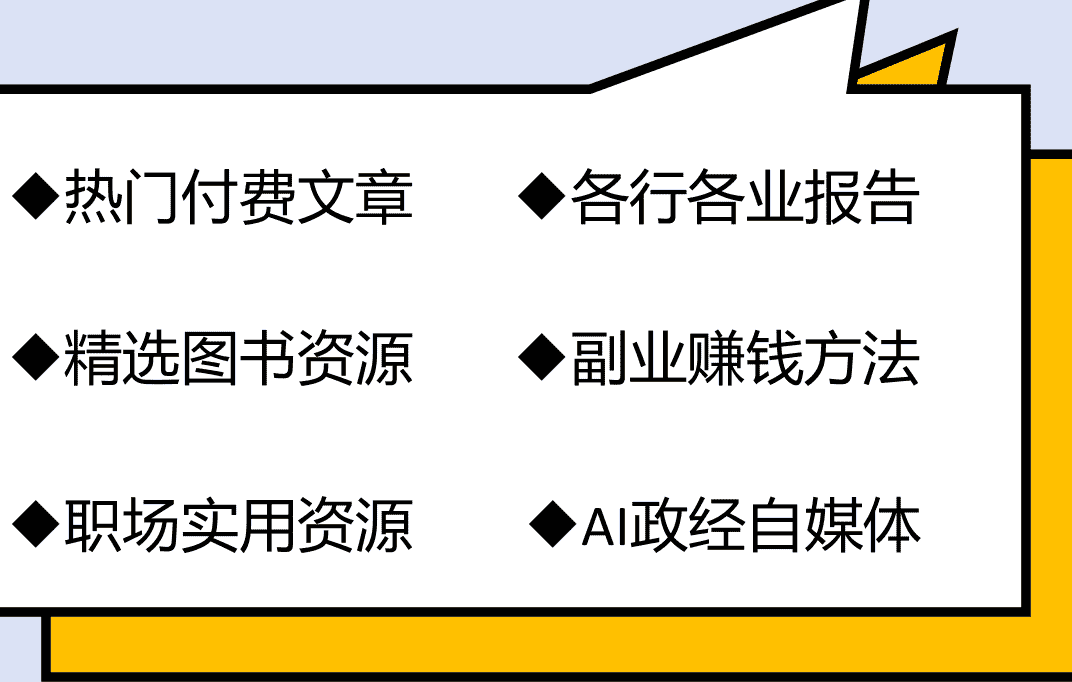 ◆热门付费文章 ◆各行各业报告
◆精选图书资源 ◆副业赚钱方法
◆职场实用资源 ◆AI政经自媒体